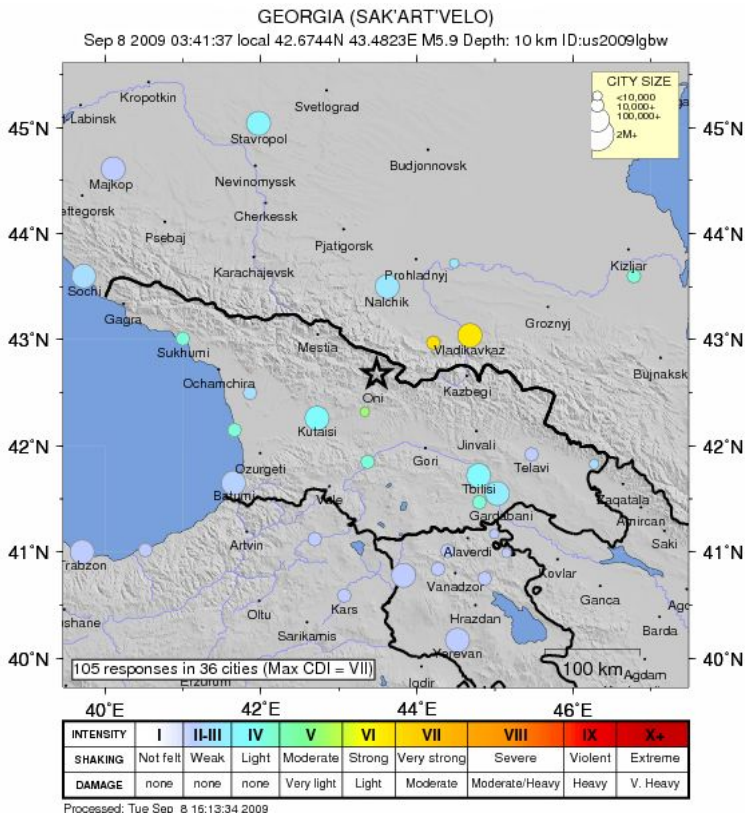 GEORGIA (SAK'ART'VELO)
Sep 8 2009 03:41:37 local 42.6744N 43.4823E M5.9 Depth: 10 km ID:us2009lgbw
CITY SIZE
<10,000
10,000+
100,000+
2M+
Kropotkin
Svetlograd
-Labinsk
45°N
Stavropol
45°N
Budjonnovsk
Majkop
Nevinomyssk
Cherkessk
ettegorsk
Psebaj
44°N
Pjatigorsk
44°N
Karachajevsk
Prohladnyj
Kizljar
Sochi
Nalchik
Gagra
Groznyj
43°N
Sukhumi
Mestia
Vladikavkaz
43°N
Bujnaksk
Ochamchira
Oni
Kazbegi
Kutaisi
Jinvali
42°N
Ozurgeti
Gori
Telavi
42°N
Batumi
Vale
Tbilisi
Gardabani
Zaqatala
Amircan
Artvin
Saki
41°N
Trabzon
Alaverdi
Kovlar
41°N
Vanadzor
Ganca
Ago
Oltu
Kars
Hrazdan
Barda
Sarikamis
Yerevan
40°N
105 responses in 36 cities (Max CDI = VII)
100 km
40°N
Erzurum
Igdir
Agdam
40°E 42°E 44°E 46°E
INTENSITY I II-III IV V VI VII VIII IX X+
SHAKING Not felt Weak Light Moderate Strong Very strong Severe Violent Extreme
DAMAGE none none none Very light Light Moderate Moderate/Heavy Heavy V. Heavy
Processed: Tue Sep 8 15:13:34 2009